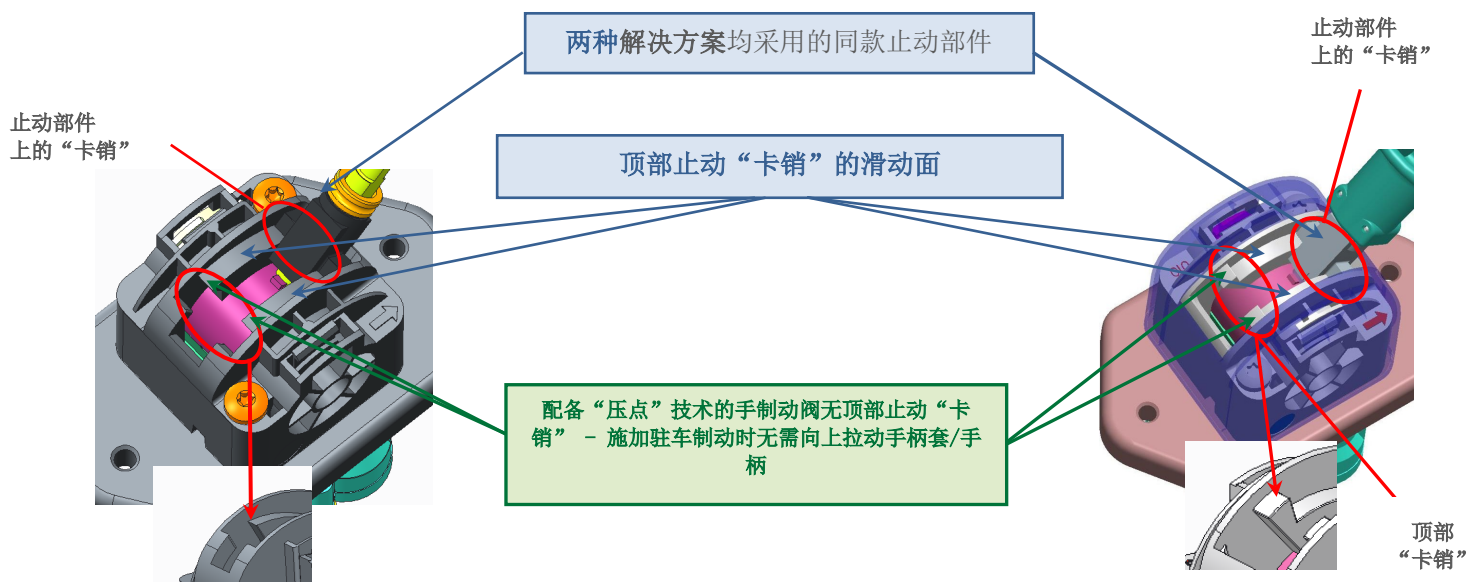 两种解决方案均采用的同款止动部件
止动部件
上的“卡销”
止动部件
上的“卡销”
顶部止动“卡销”的滑动面
配备“压点”技术的手制动阀无顶部止动“卡
销” - 施加驻车制动时无需向上拉动手柄套/手
柄
顶部
“卡销”